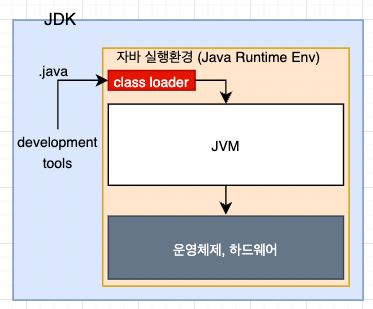 JDK
자바 실행환경 (Java Runtime Env)
.java
class loader
development
tools
JVM
운영체제, 하드웨어